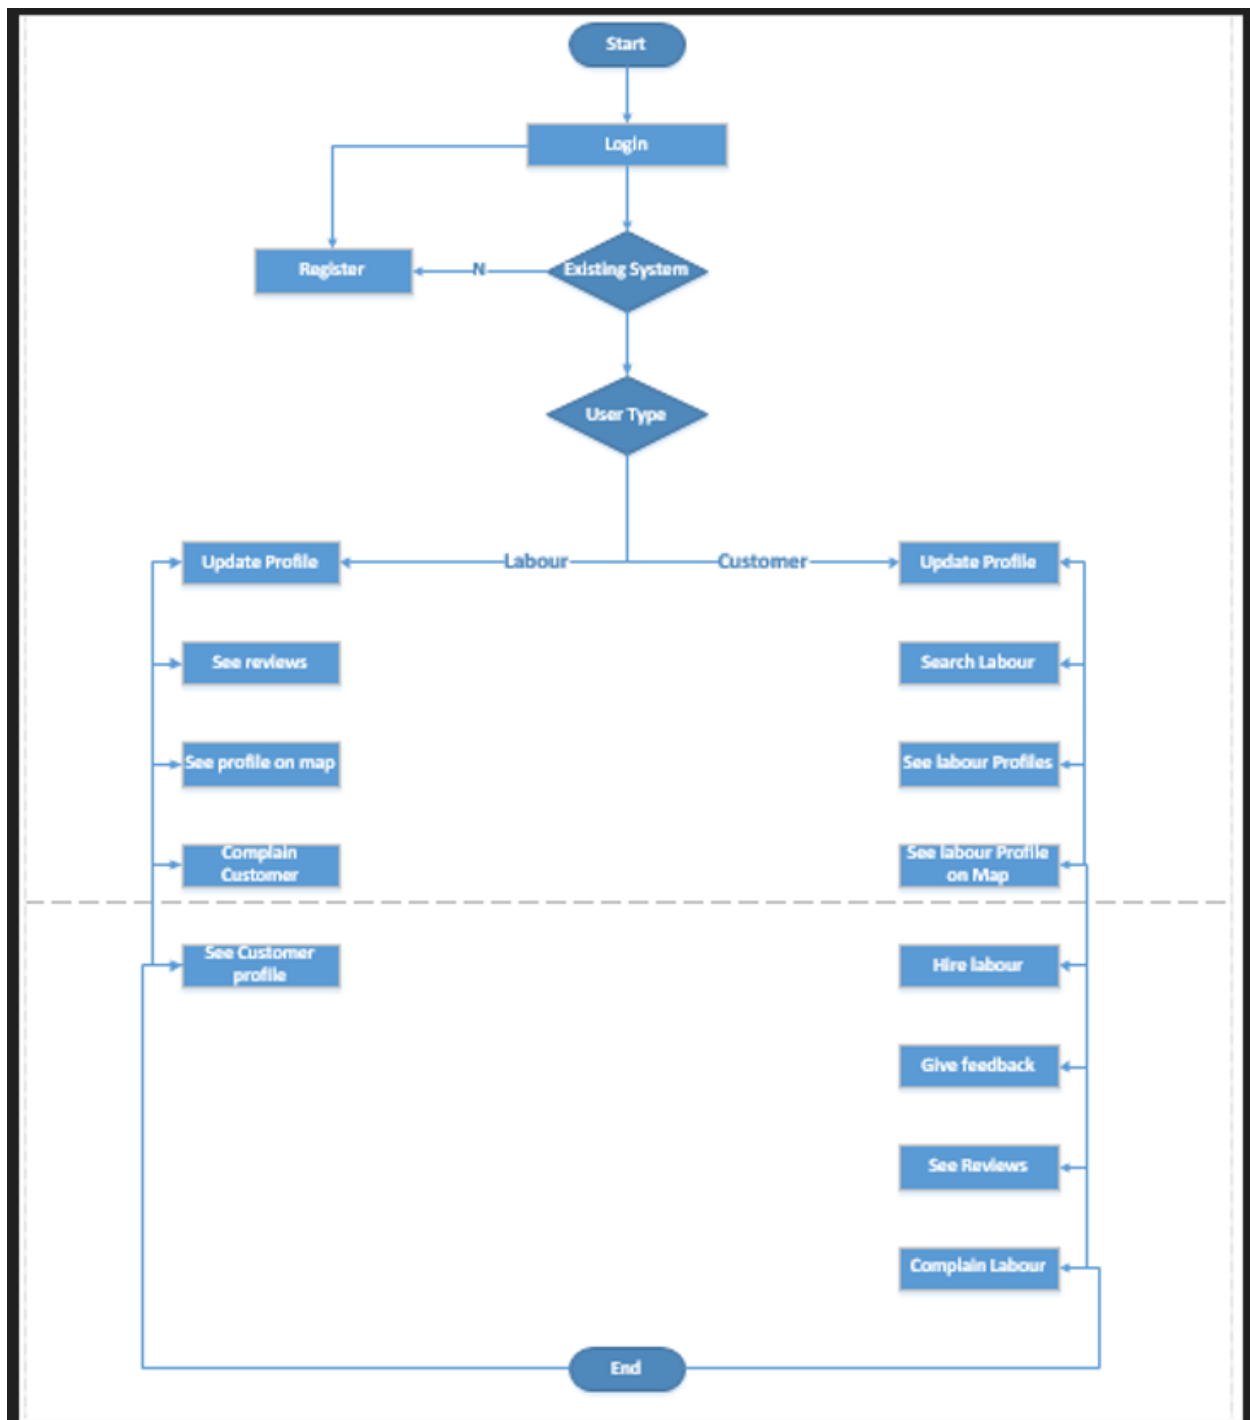 Start
Login
Register
N
Existing System
User Type
Update Profile
Labour
Customer
Update Profile
See reviews
Search Labour
See profile on map
See labour Profiles
Complain
Customer
See labour Profile
on Map
See Customer
profile
Hire labour
Give feedback
See Reviews
Complain Labour
End